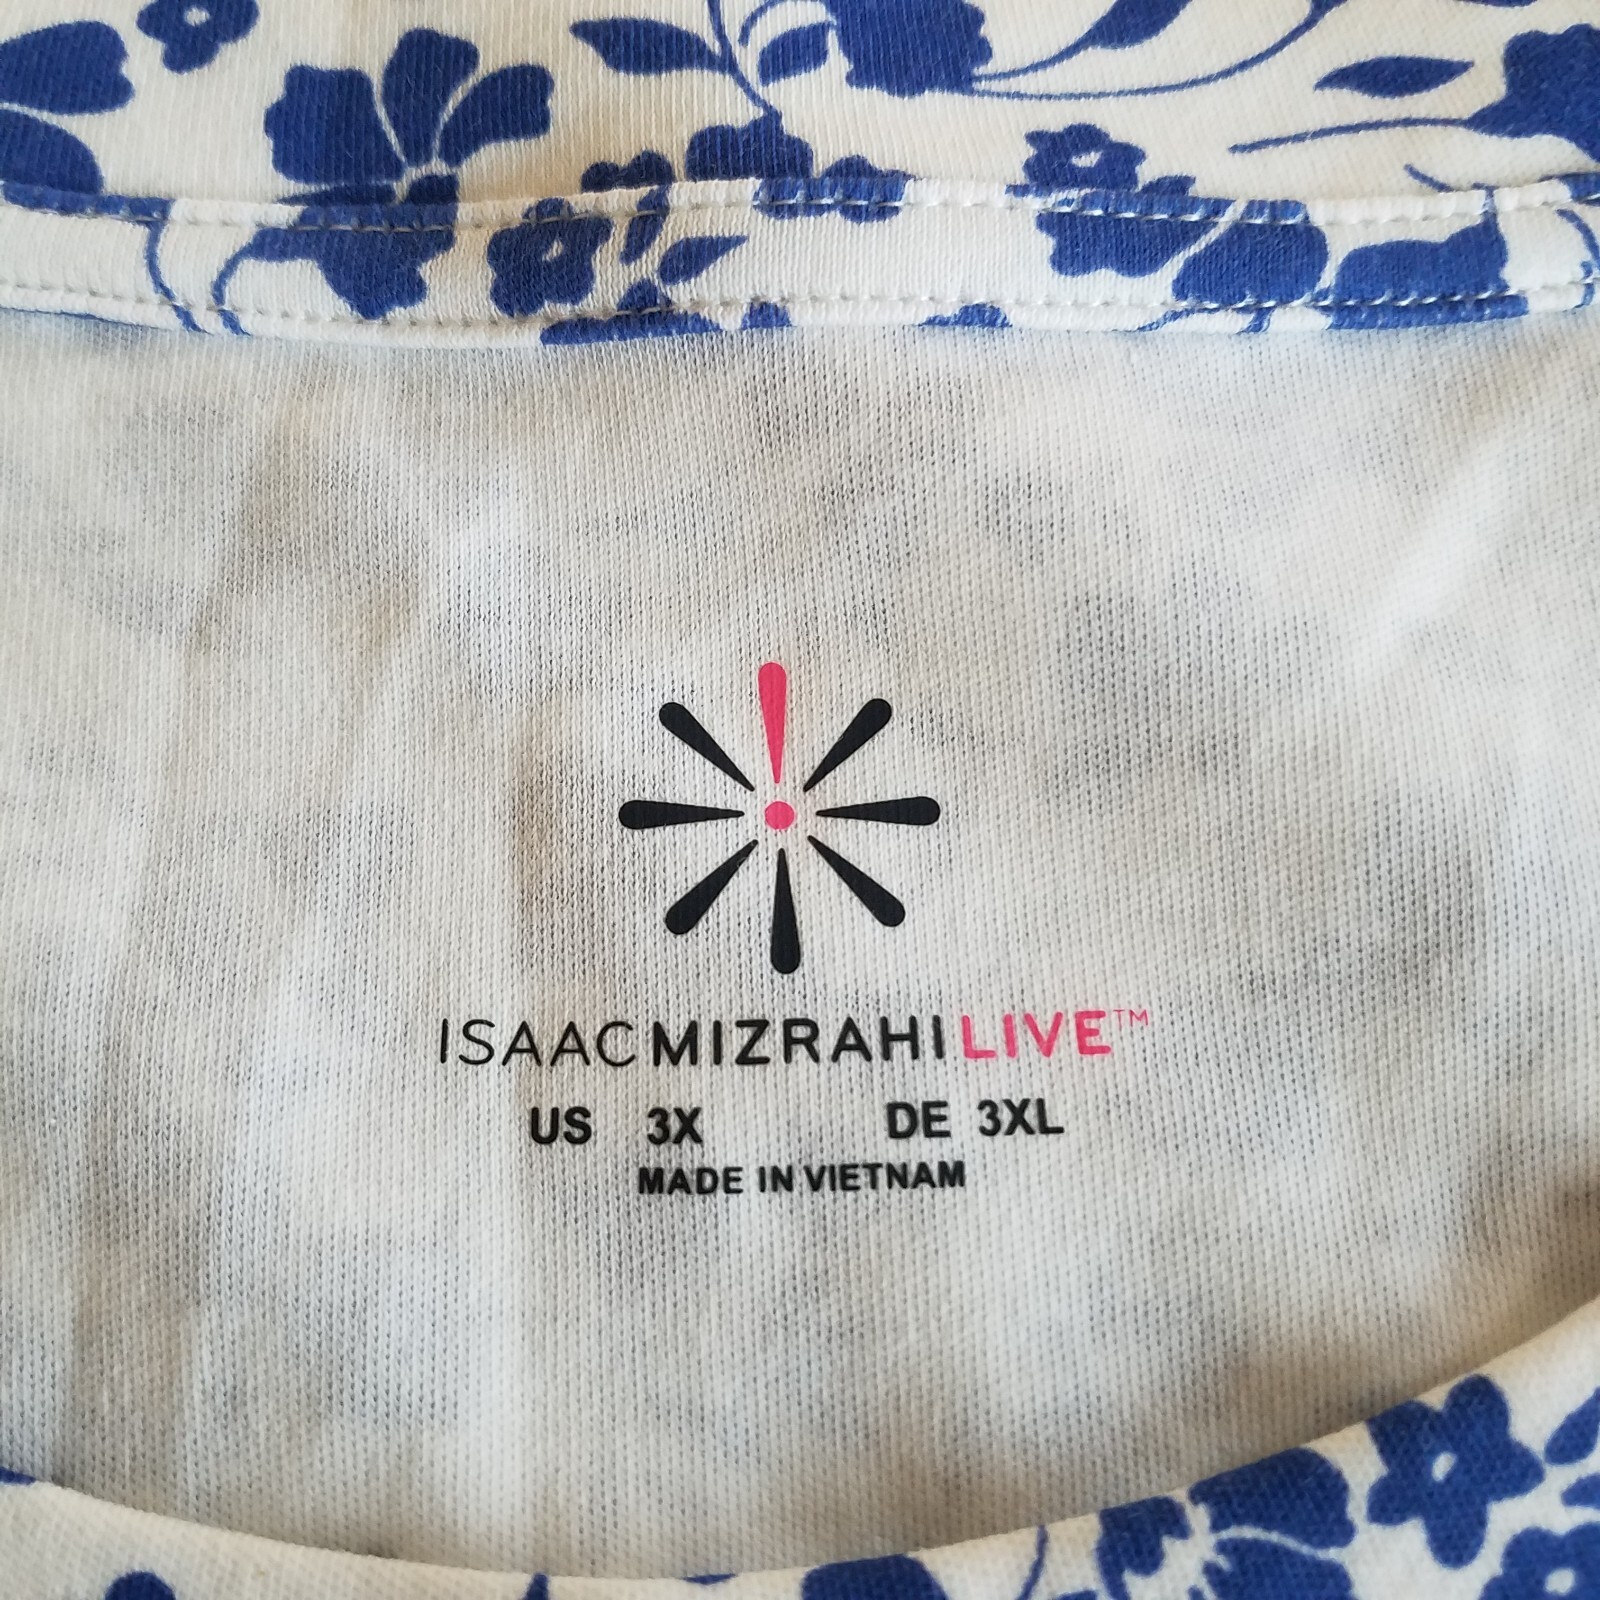 ISAACMIZRAHILIVE™
US 3X DE 3XL
MADE IN VIETNAM